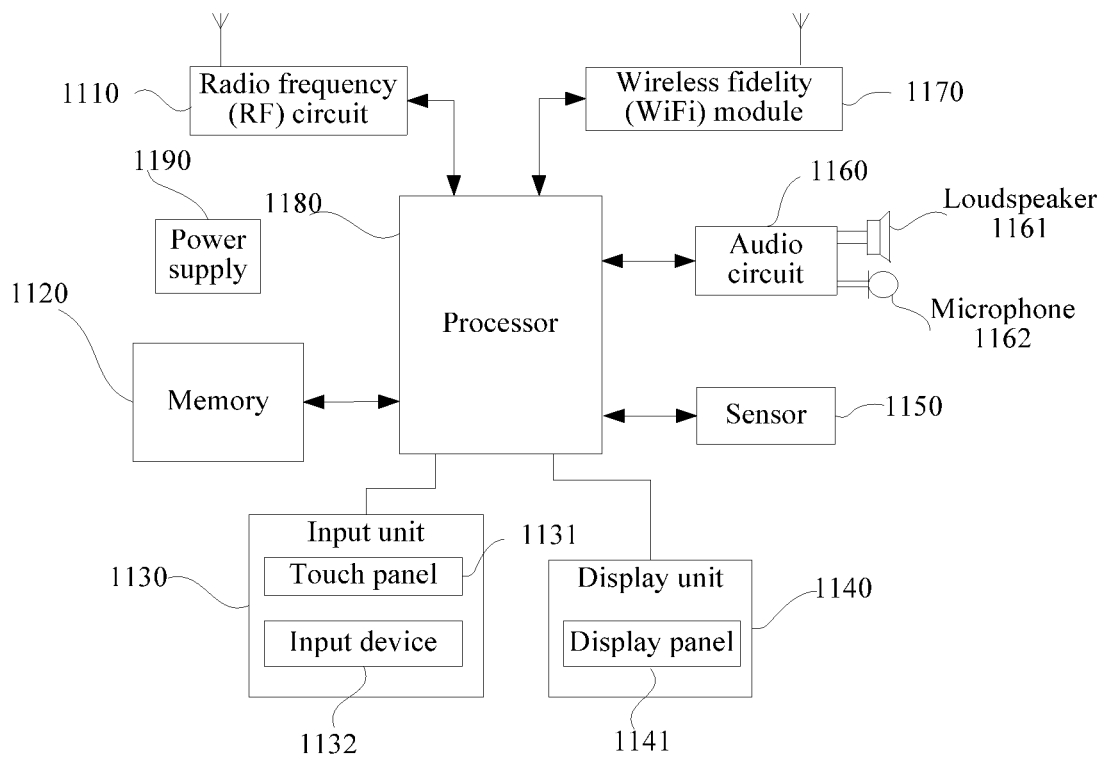 1110
Radio frequency
(RF) circuit
Wireless fidelity
(WiFi) module
1170
1190
Power
supply
1180
Processor
1160
Audio
circuit
Loudspeaker
1161
Microphone
1162
1120
Memory
Sensor
1150
Input unit
1131
Touch panel
1130
Input device
1132
Display unit
1140
Display panel
1141